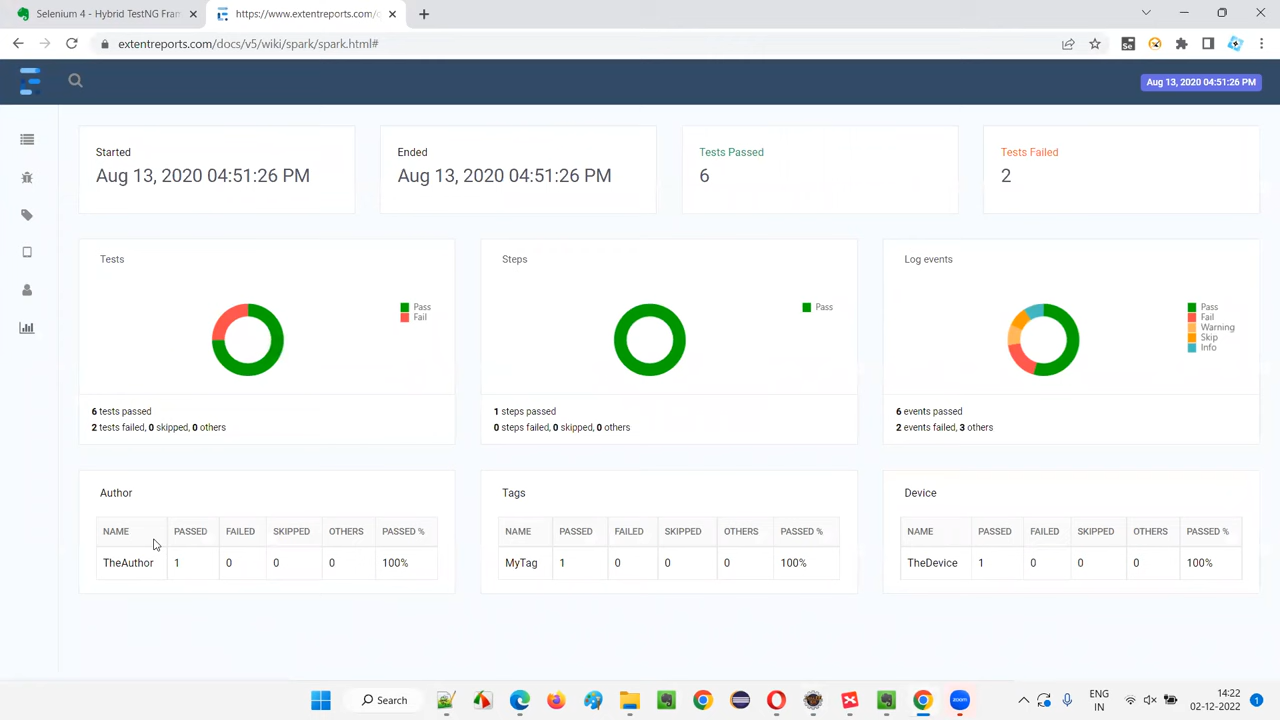 Selenium 4 - Hybrid TestNG Fran
https://www.extentreports.com/
extentreports.com/docs/v5/wiki/spark/spark.html#
Aug 13, 2020 04:51:26 PM
Started
Aug 13, 2020 04:51:26 PM
Ended
Aug 13, 2020 04:51:26 PM
Tests Passed
6
Tests Failed
2
Tests
Pass
Fail
6 tests passed
2 tests failed, 0 skipped, 0 others
Steps
Pass
1 steps passed
0 steps failed, 0 skipped, 0 others
Log events
Pass
Fail
Warning
Skip
Info
6 events passed
2 events failed, 3 others
Author
NAME PASSED FAILED SKIPPED OTHERS PASSED %
TheAuthor 1 0 0 0 100%
Tags
NAME PASSED FAILED SKIPPED OTHERS PASSED %
MyTag 1 0 0 0 100%
Device
NAME PASSED FAILED SKIPPED OTHERS PASSED %
TheDevice 1 0 0 0 100%
Search
ENG
IN
14:22
02-12-2022
1